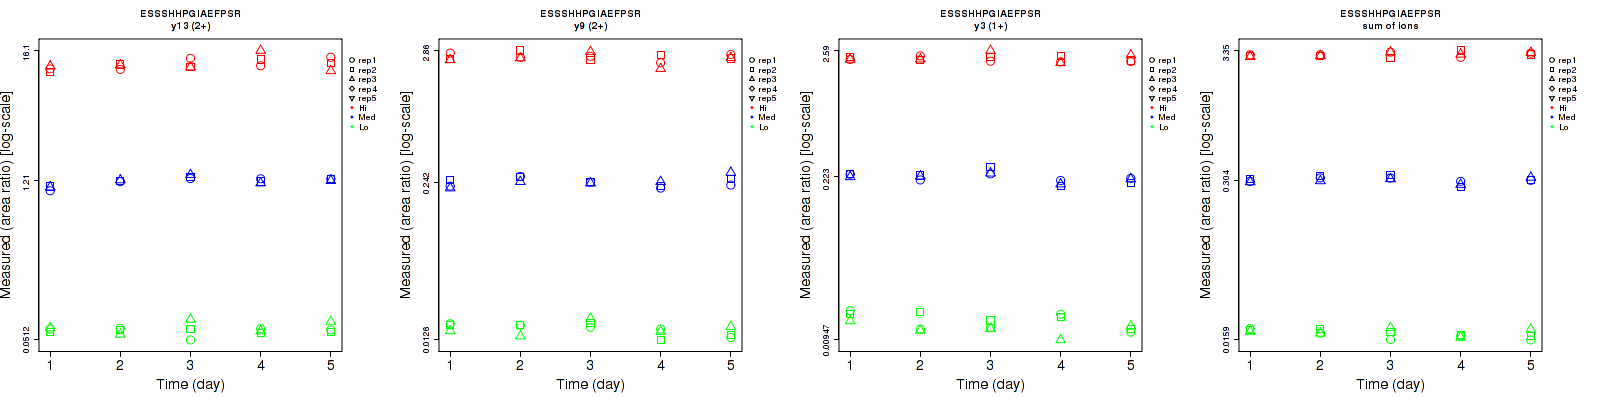 ESSSHHPGIAEFPSR
y13 (2+)
Measured (area ratio) [log-scale]
16.1
1.21
0.0512
1 2 3 4 5
Time (day)
rep1
rep2
rep3
rep4
rep5
Hi
Med
Lo
ESSSHHPGIAEFPSR
y9 (2+)
Measured (area ratio) [log-scale]
2.86
0.242
0.0126
1 2 3 4 5
Time (day)
rep1
rep2
rep3
rep4
rep5
Hi
Med
Lo
ESSSHHPGIAEFPSR
y3 (1+)
Measured (area ratio) [log-scale]
2.59
0.223
0.00947
1 2 3 4 5
Time (day)
rep1
rep2
rep3
rep4
rep5
Hi
Med
Lo
ESSSHHPGIAEFPSR
sum of ions
Measured (area ratio) [log-scale]
3.35
0.304
0.0159
1 2 3 4 5
Time (day)
rep1
rep2
rep3
rep4
rep5
Hi
Med
Lo